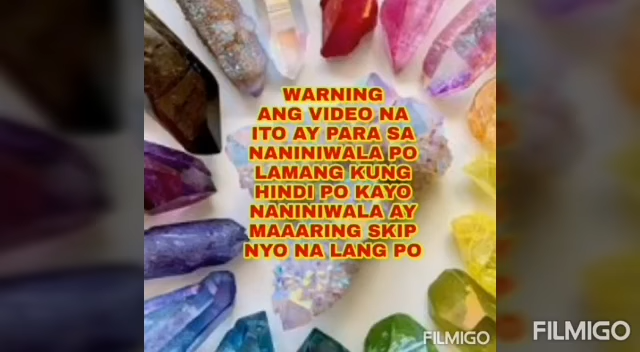 WARNING
ANG VIDEO NA
ITO AY PARA SA
NANINIWALA PO
LAMANG KUNG
HINDI PO KAYO
NANINIWALA AY
MAAARING SKIP
NYO NA LANG PO
FILMIGO
FILMIGO